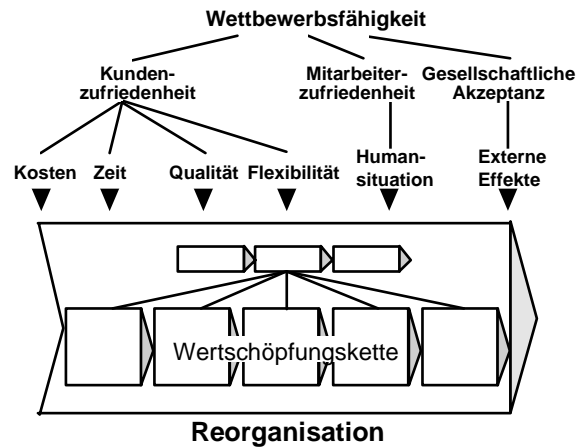 Wettbewerbsfähigkeit
Kunden-
zufriedenheit
Mitarbeiter-
zufriedenheit
Gesellschaftliche
Akzeptanz
Kosten
Zeit
Qualität
Flexibilität
Human-
situation
Externe
Effekte
Wertschöpfungskette
Reorganisation